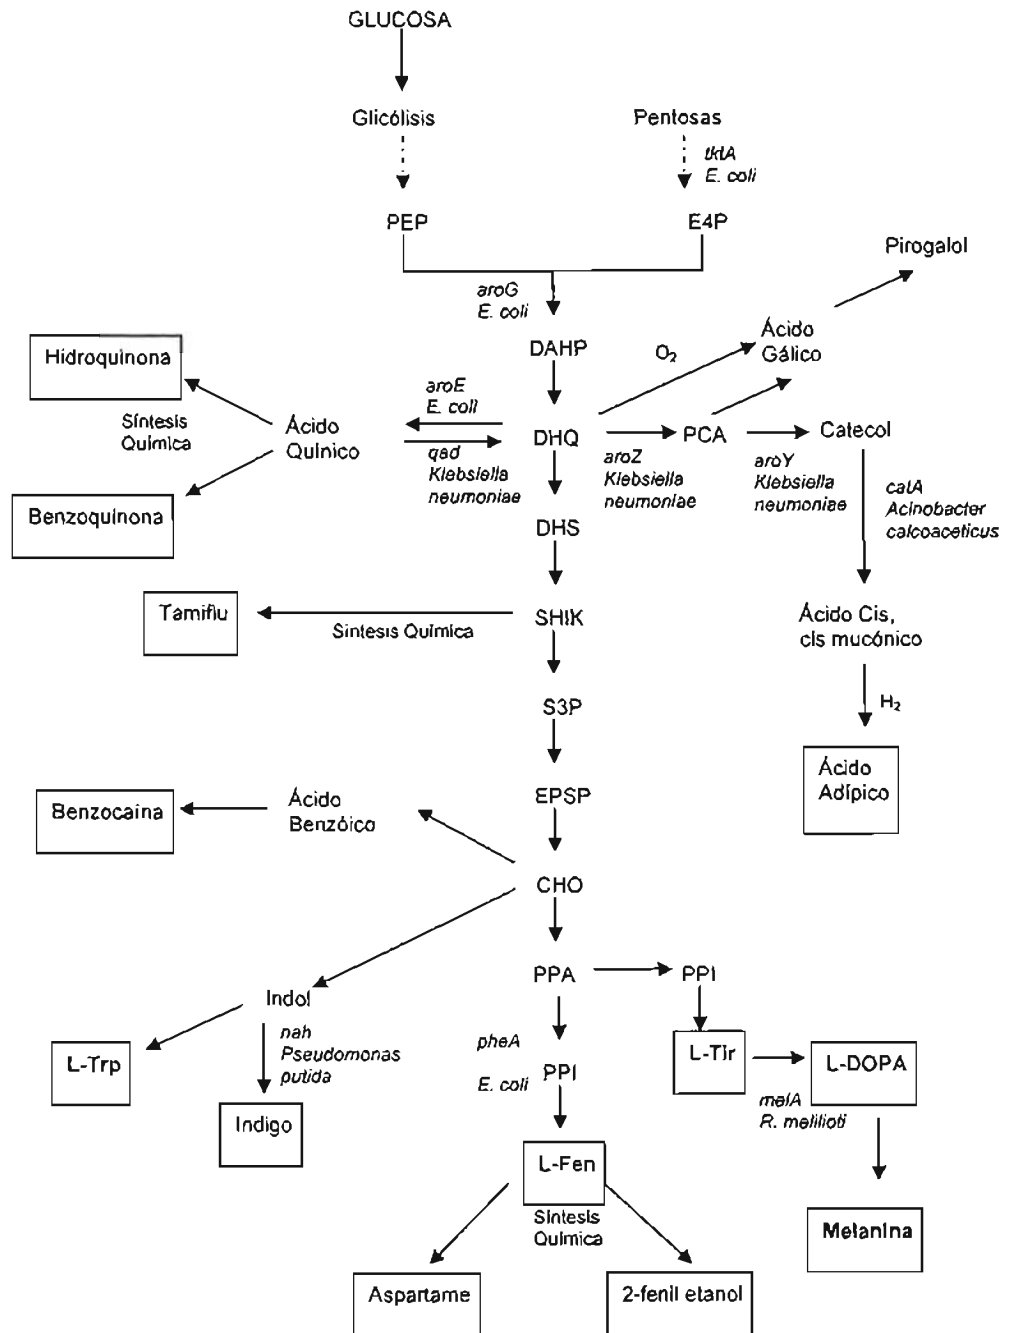 GLUCOSA
Glicólisis
Pentosas
tktA
E. coli
PEP
E4P
Pirogalol
aroG
E. coli
DAHP
O₂
Ácido
Gálico
Hidroquinona
Síntesis
Química
Ácido
Quínico
aroE
E. coli
qad
Klebsiella
neumoniae
DHQ
aroZ
Klebsiella
neumoniae
PCA
aroY
Klebsiella
neumoniae
Catecol
catA
Acinobacter
calcoaceticus
Benzoquinona
DHS
Tamiflu
Síntesis Química
SHIK
Ácido Cis,
cis mucónico
S3P
H₂
Ácido
Adípico
EPSP
Benzocaína
Ácido
Benzóico
CHO
PPA
PPI
Indol
nah
Pseudomonas
putida
L-Trp
Indigo
pheA
E. coli
PPI
L-Tir
L-DOPA
melA
R. melilioti
L-Fen
Síntesis
Química
Melanina
Aspartame
2-fenil etanol